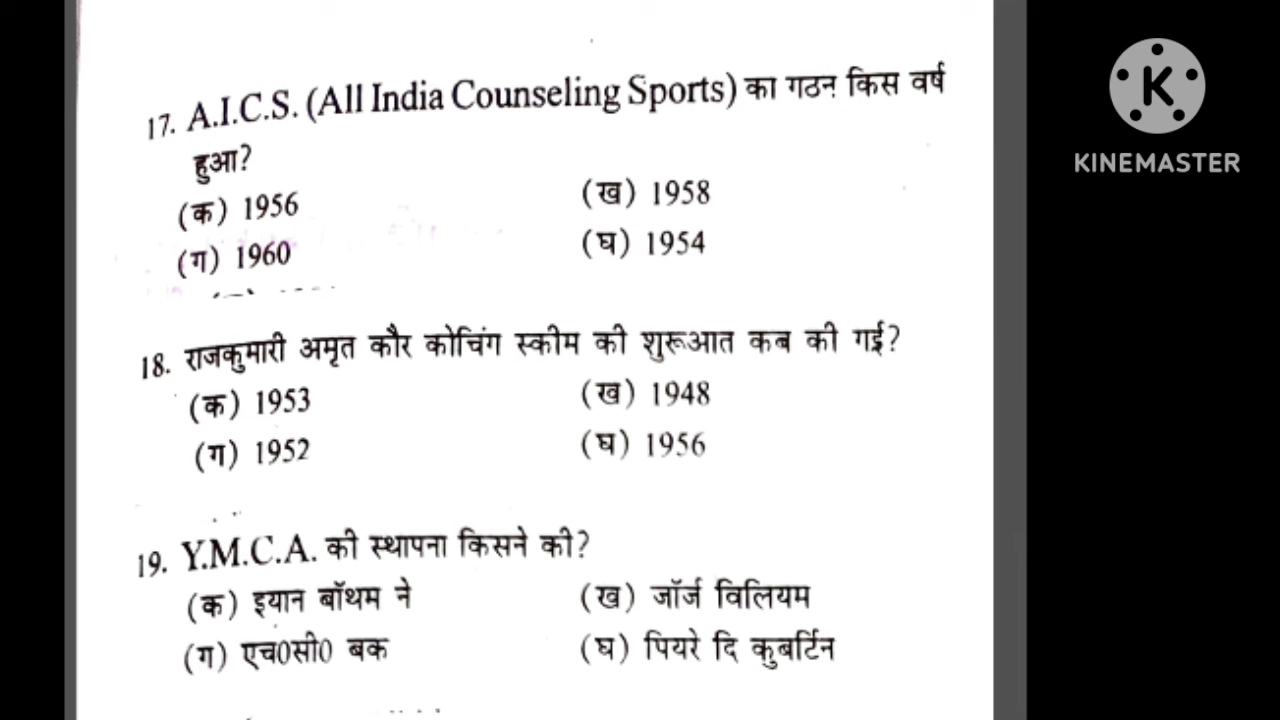 17. A.I.C.S. (All India Counseling Sports) का गठन किस वर्ष
हुआ?
(क) 1956 (ख) 1958
(ग) 1960 (घ) 1954
18. राजकुमारी अमृत कौर कोचिंग स्कीम की शुरूआत कब की गई?
(क) 1953 (ख) 1948
(ग) 1952 (घ) 1956
19. Y.M.C.A. की स्थापना किसने की?
(क) इयान बॉथम ने (ख) जॉर्ज विलियम
(ग) एच0सी0 बक (घ) पियरे दि कुबर्टिन
K
KINEMASTER